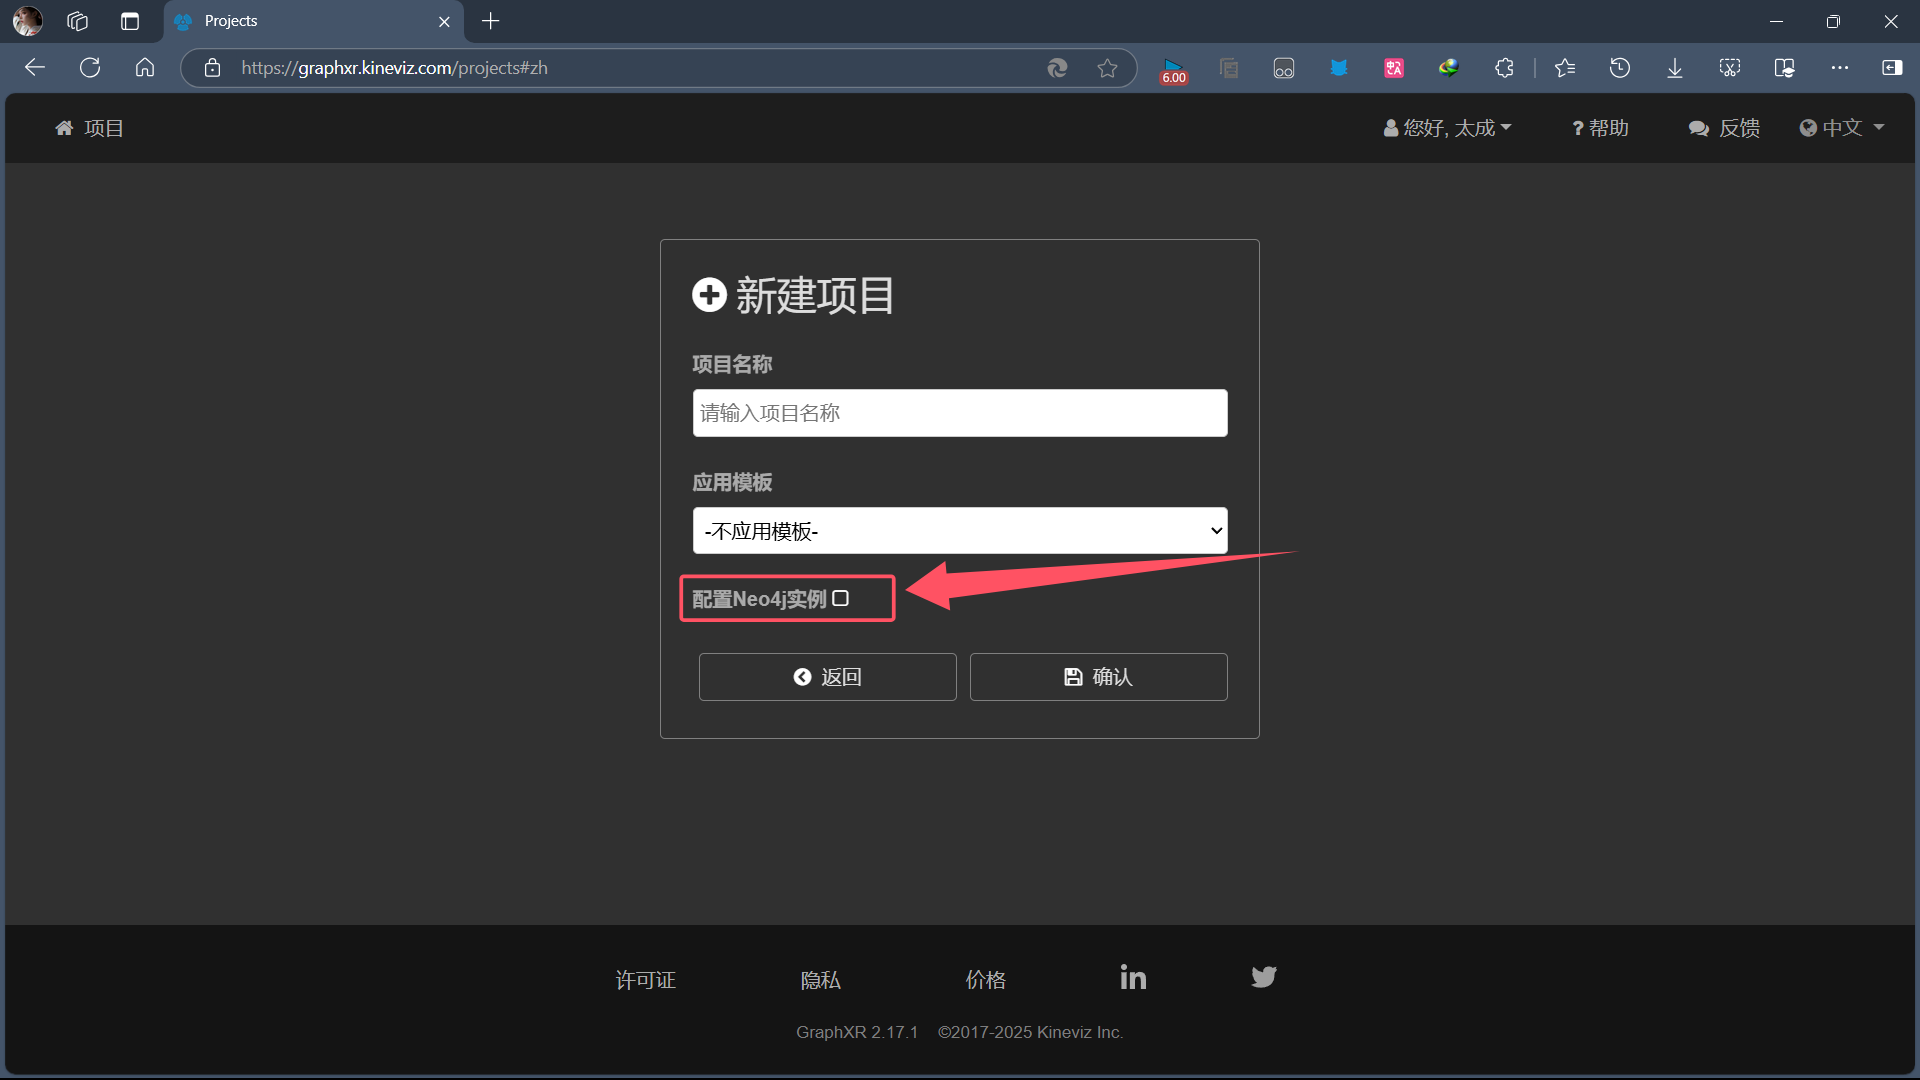 Projects
https://graphxr.kineviz.com/projects#zh
6.00
项目
您好, 太成
? 帮助
反馈
中文
新建项目
项目名称
请输入项目名称
应用模板
-不应用模板-
配置Neo4j实例
返回
确认
许可证
隐私
价格
in
GraphXR 2.17.1 ©2017-2025 Kineviz Inc.